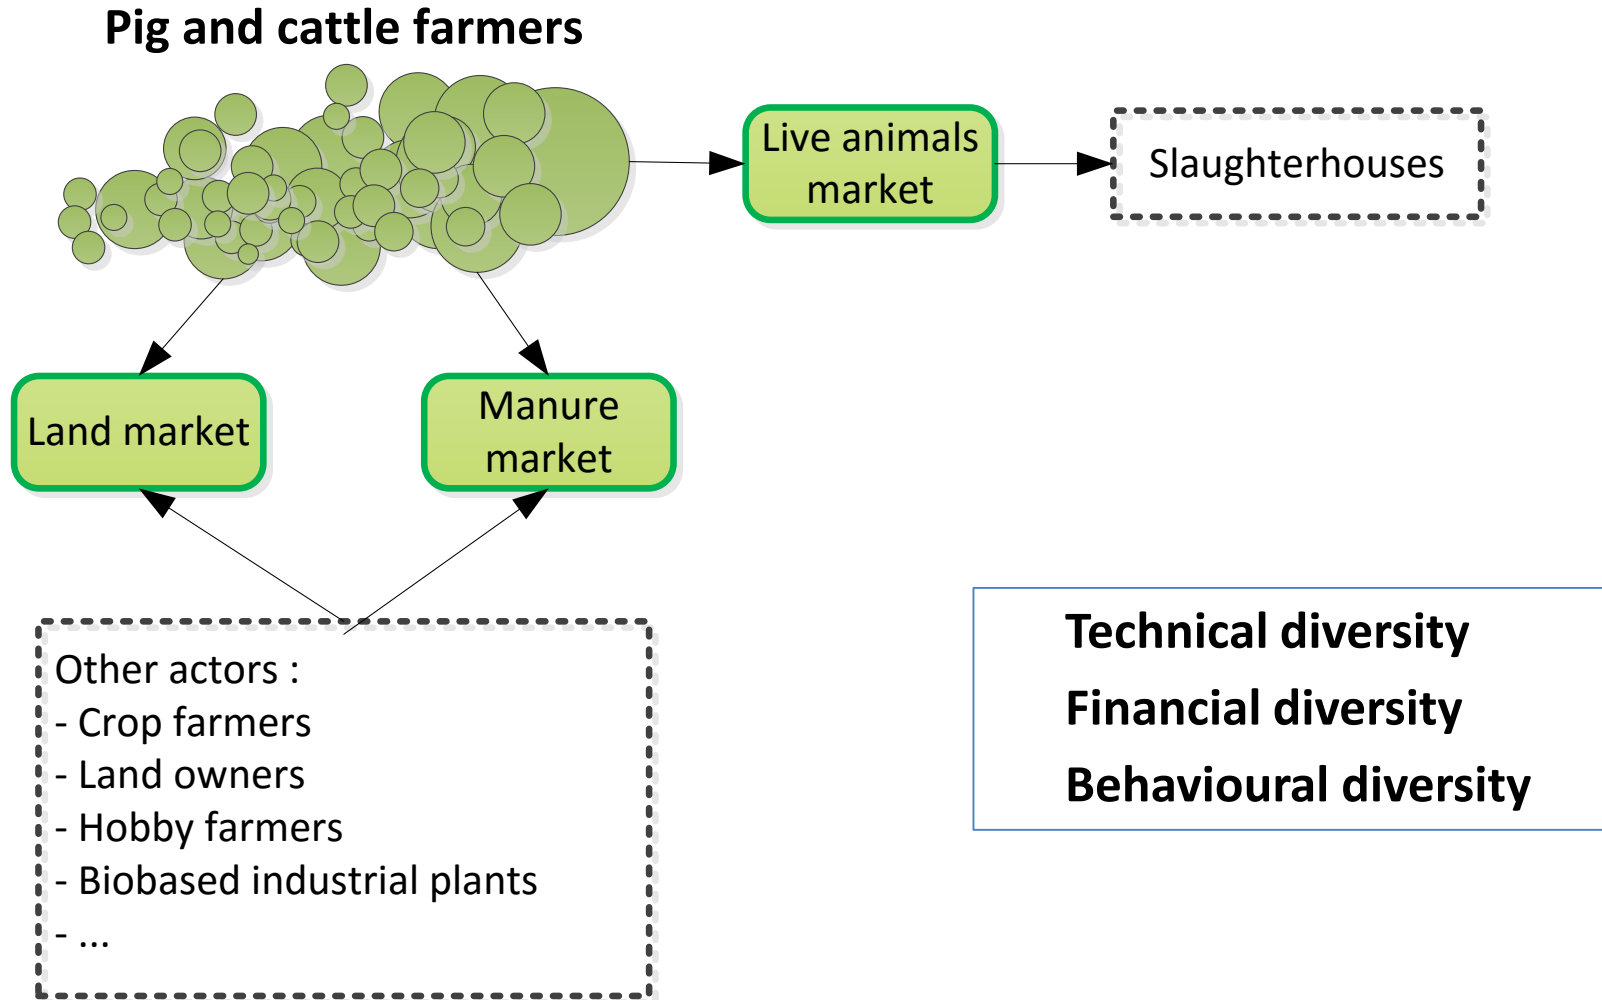 Pig and cattle farmers
Live animals
market
Slaughterhouses
Land market
Manure
market
Other actors :
- Crop farmers
- Land owners
- Hobby farmers
- Biobased industrial plants
- ...
Technical diversity
Financial diversity
Behavioural diversity